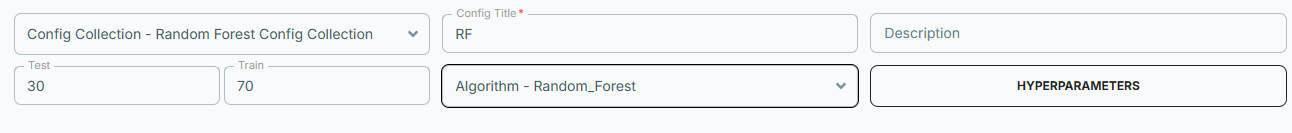 Config Collection - Random Forest Config Collection
Config Title*
RF
Description
Test
30
Train
70
Algorithm - Random_Forest
HYPERPARAMETERS